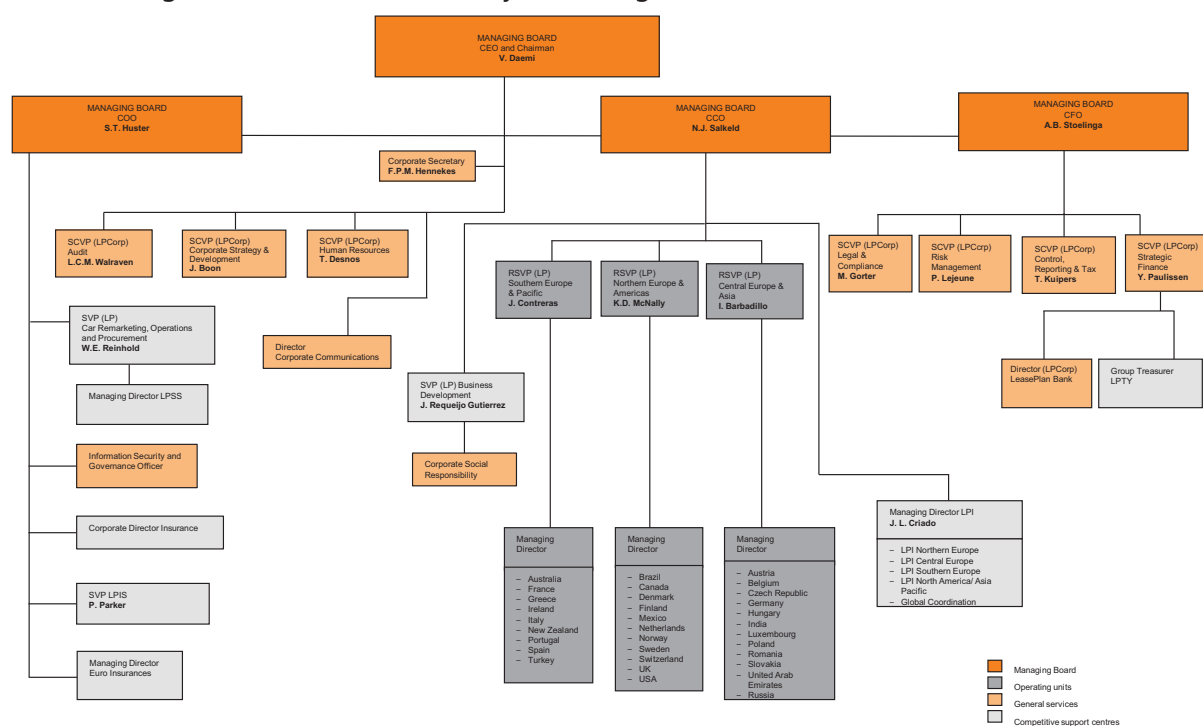 MANAGING BOARD
CEO and Chairman
V. Daemi
MANAGING BOARD
COO
S.T. Huster
MANAGING BOARD
CCO
N.J. Salkeld
MANAGING BOARD
CFO
A.B. Stoelinga
Corporate Secretary
F.P.M. Hennekes
SCVP (LPCorp)
Audit
L.C.M. Walraven
SCVP (LPCorp)
Corporate Strategy &
Development
J. Boon
SCVP (LPCorp)
Human Resources
T. Desnos
SCVP (LPCorp)
Legal &
Compliance
M. Gorter
SCVP (LPCcrp)
Risk
Management
P. Lejeune
SCVP (LPCorp)
Control,
Reporting & Tax
T. Kuipers
SCVP (LPCorp)
Strategic
Finance
Y. Paulissen
RSVP (LP)
Southern Europe
& Pacific
J. Contreras
RSVP (LP)
Northern Europe &
Americas
K.D. McNally
RSVP (LP)
Central Europe &
Asia
I. Barbadillo
SVP (LP)
Car Remarketing, Operations
and Procurement
W.E. Reinhold
Director
Corporate Communications
Director (LPCorp)
LeasePlan Bank
Group Treasurer
LPTY
Managing Director LPSS
SVP (LP) Business
Development
J. Requeijo Gutierrez
Information Security and
Governance Officer
Corporate Social
Responsibility
Corporate Director Insurance
SVP LPIS
P. Parker
Managing Director
Euro Insurances
Managing
Director
– Australia
– France
– Greece
– Ireland
– Italy
– New Zealand
– Portugal
– Spain
– Turkey
Managing
Director
– Brazil
– Canada
– Denmark
– Finland
– Mexico
– Netherlands
– Norway
– Sweden
– Switzerland
– UK
– USA
Managing
Director
– Austria
– Belgium
– Czech Republic
– Germany
– Hungary
– India
– Luxembourg
– Poland
– Romania
– Slovakia
– United Arab
Emirates
– Russia
Managing Director LPI
J. L. Criado
– LPI Northern Europe
– LPI Central Europe
– LPI Southern Europe
– LPI North America/ Asia
Pacific
– Global Coordination
Managing Board
Operating units
General services
Competitive support centres